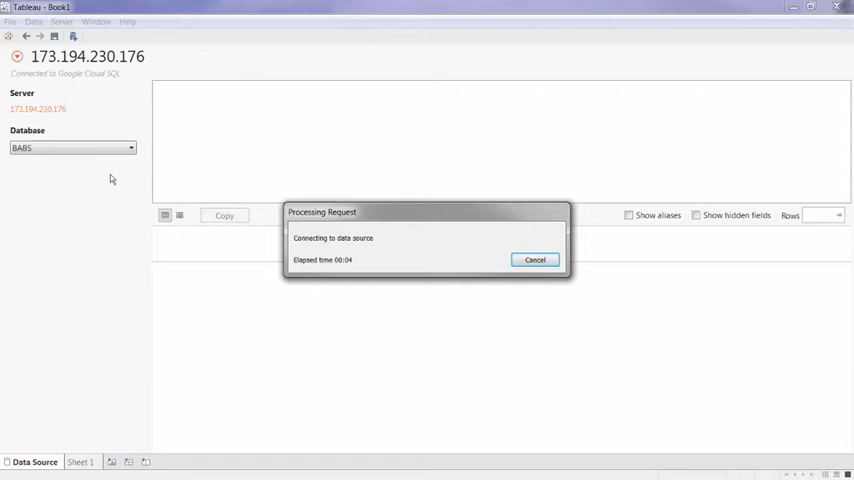 Tableau - Book1
File Data Server Window Help
173.194.230.176
Connected to Google Cloud SQL
Server
173.194.230.176
Database
BABS
Copy
Show aliases
Show hidden fields
Rows
Processing Request
Connecting to data source
Elapsed time 00:04
Cancel
Data Source
Sheet 1